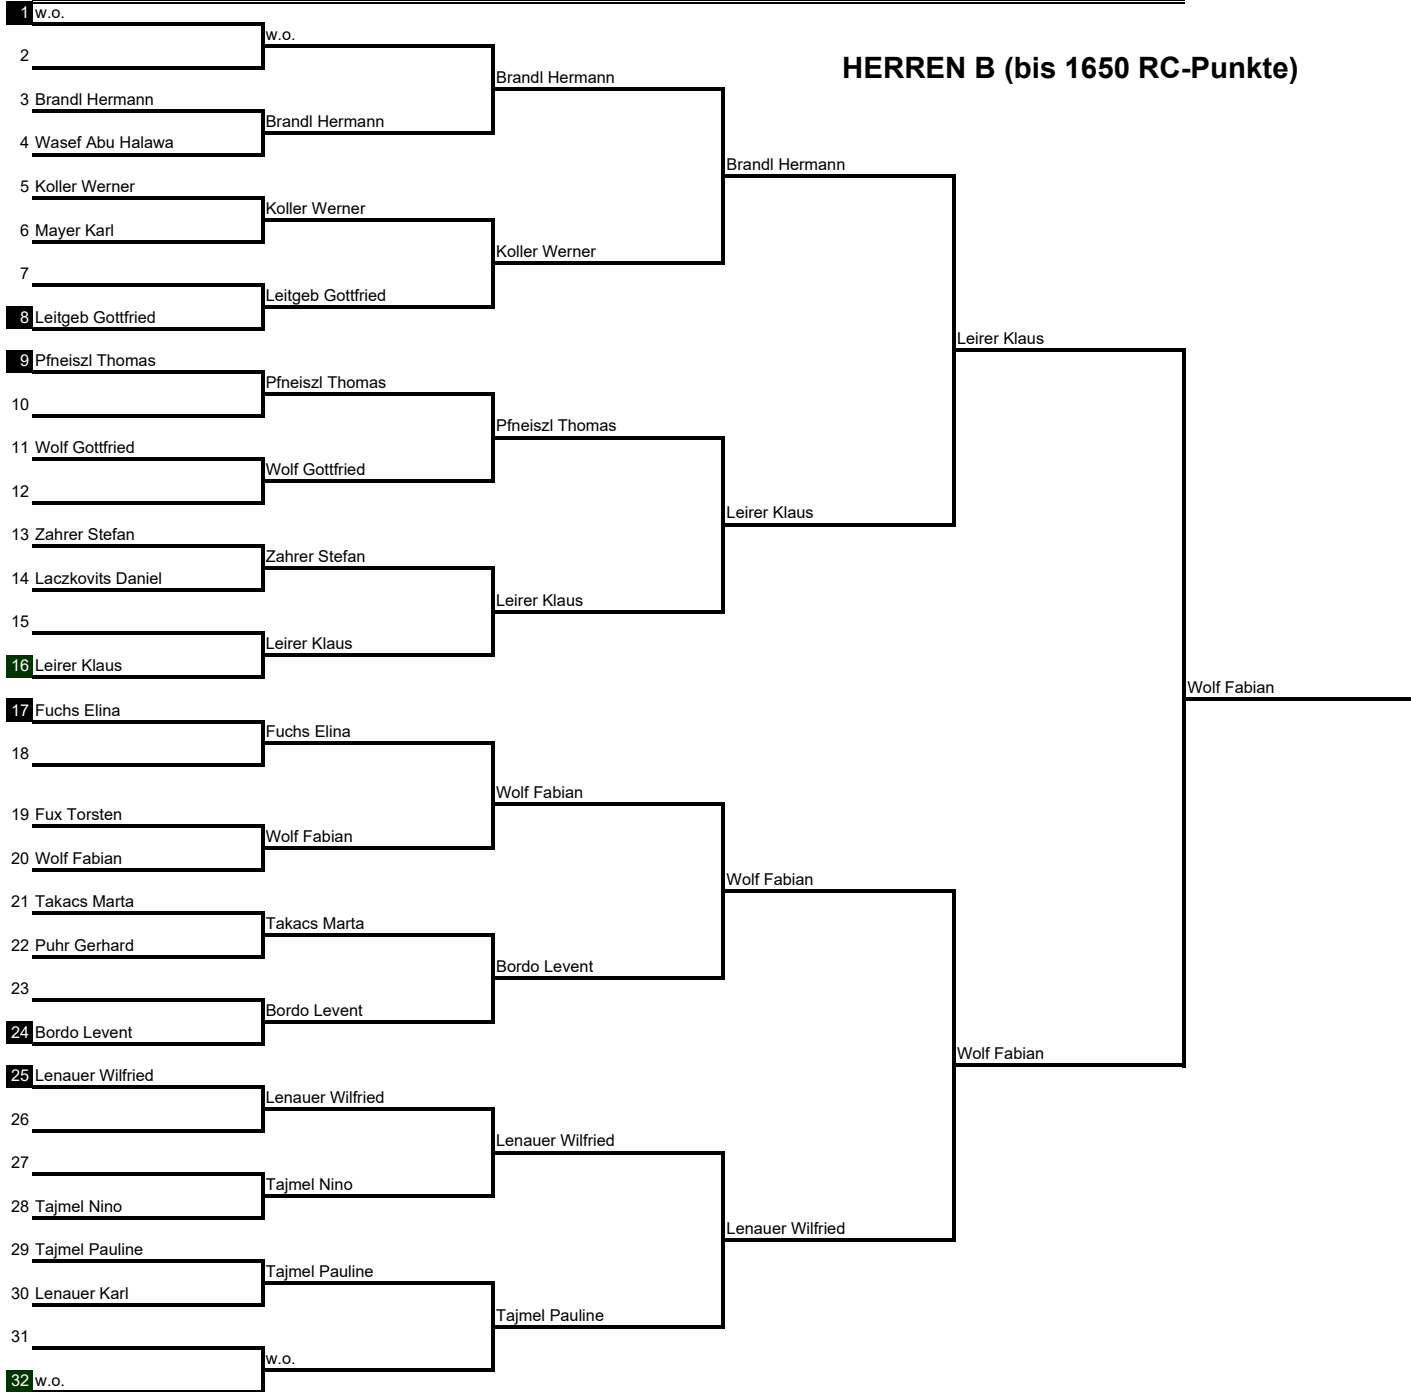 1 w.o.
w.o.
2
HERREN B (bis 1650 RC-Punkte)
Brandl Hermann
3 Brandl Hermann
Brandl Hermann
4 Wasef Abu Halawa
Brandl Hermann
5 Koller Werner
Koller Werner
6 Mayer Karl
Koller Werner
7
Leitgeb Gottfried
8 Leitgeb Gottfried
Leirer Klaus
9 Pfneiszl Thomas
Pfneiszl Thomas
10
Pfneiszl Thomas
11 Wolf Gottfried
Wolf Gottfried
12
Leirer Klaus
13 Zahrer Stefan
Zahrer Stefan
14 Laczkovits Daniel
Leirer Klaus
15
Leirer Klaus
16 Leirer Klaus
Wolf Fabian
17 Fuchs Elina
Fuchs Elina
18
Wolf Fabian
19 Fux Torsten
Wolf Fabian
20 Wolf Fabian
Wolf Fabian
21 Takacs Marta
Takacs Marta
22 Puhr Gerhard
Bordo Levent
23
Bordo Levent
24 Bordo Levent
Wolf Fabian
25 Lenauer Wilfried
Lenauer Wilfried
26
Lenauer Wilfried
27
Tajmel Nino
28 Tajmel Nino
Lenauer Wilfried
29 Tajmel Pauline
Tajmel Pauline
30 Lenauer Karl
Tajmel Pauline
31
w.o.
32 w.o.